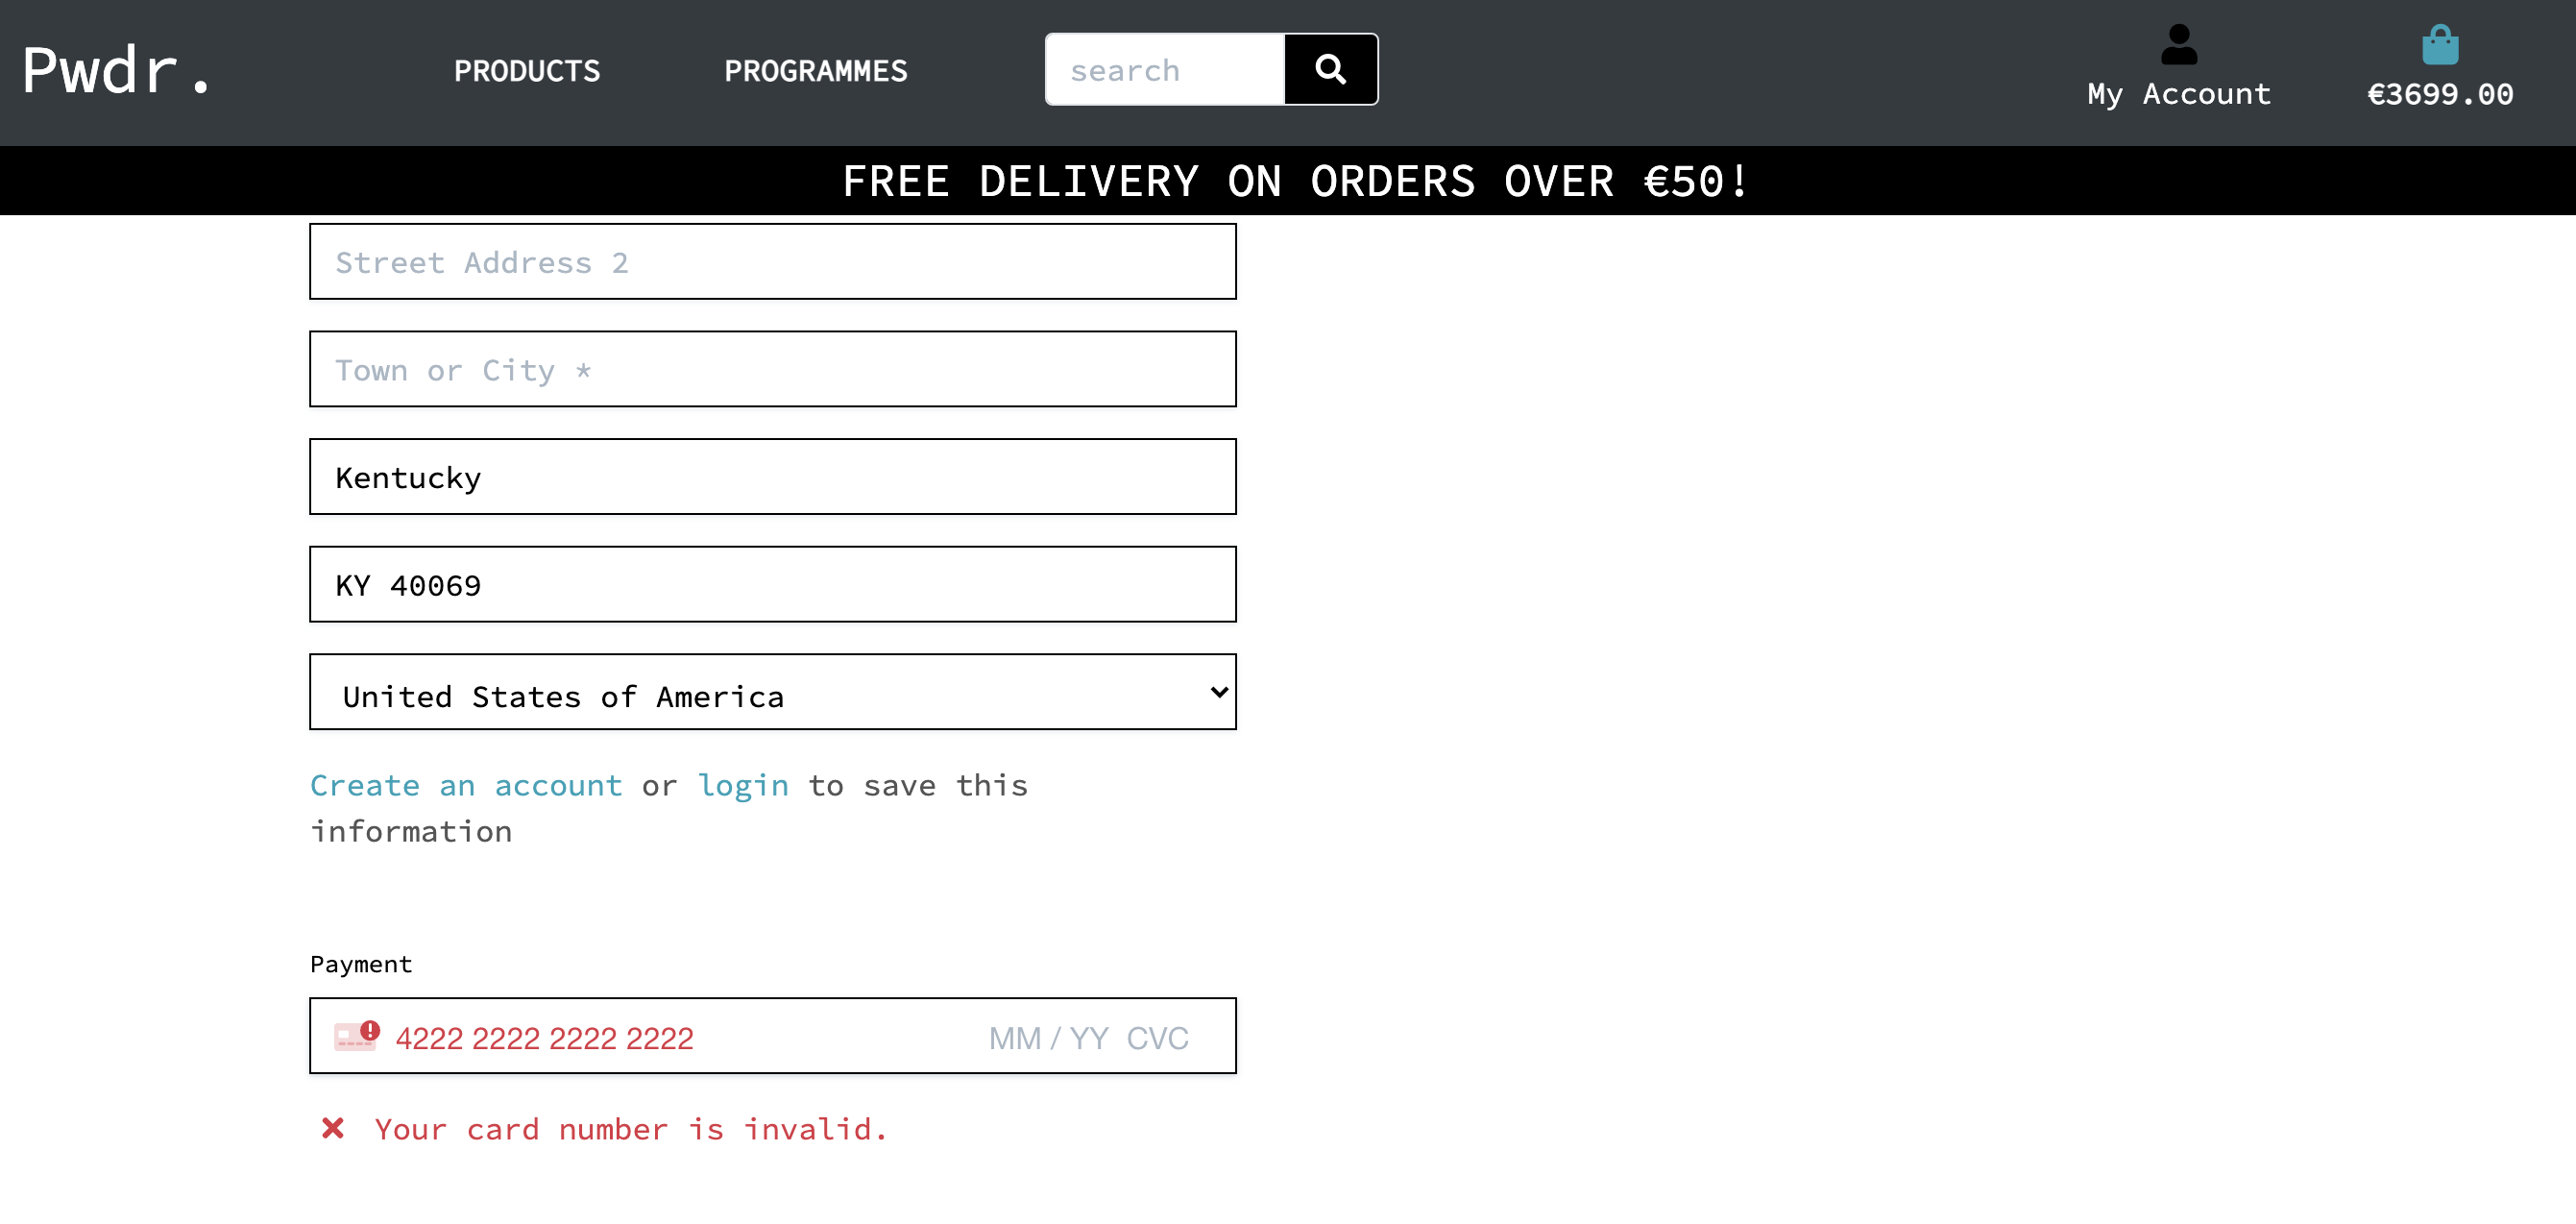 Pwdr.
PRODUCTS
PROGRAMMES
search
My Account
€3699.00
FREE DELIVERY ON ORDERS OVER €50!
Street Address 2
Town or City *
Kentucky
KY 40069
United States of America
Create an account or login to save this
information
Payment
4222 2222 2222 2222 MM / YY CVC
Your card number is invalid.